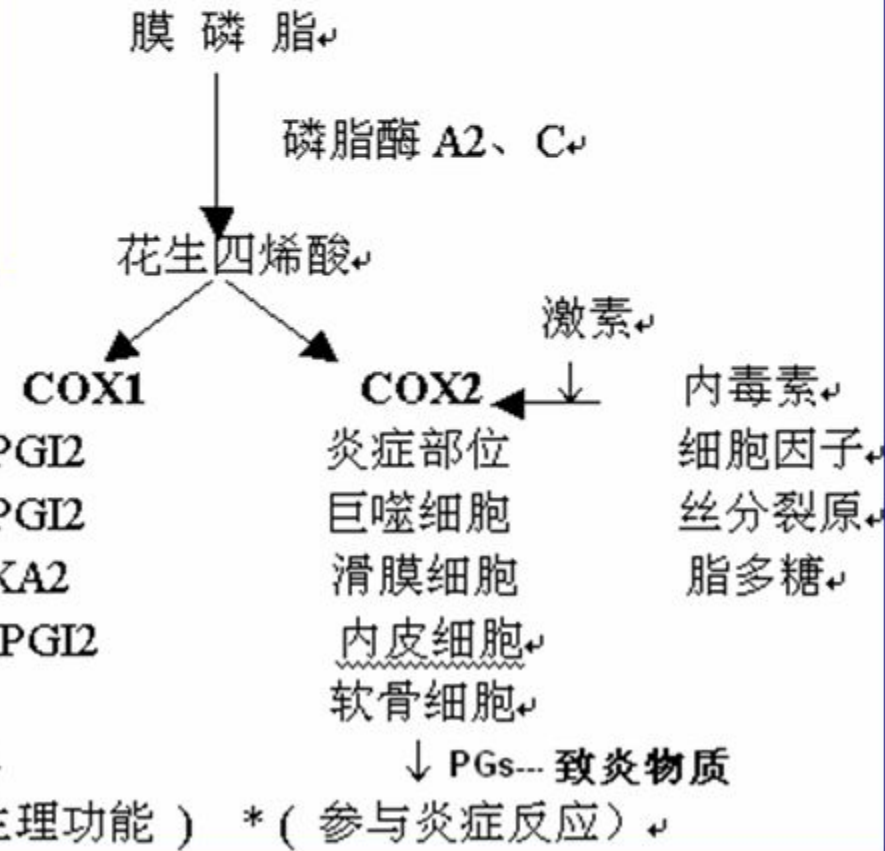 膜 磷 脂
磷脂酶 A2、C
花生四烯酸
激素
COX1 COX2 内毒素
PGI2 炎症部位 细胞因子
PGI2 巨噬细胞 丝分裂原
XA2 滑膜细胞 脂多糖
PGI2 内皮细胞
软骨细胞
↓ PGs--- 致炎物质
生理功能) *( 参与炎症反应)